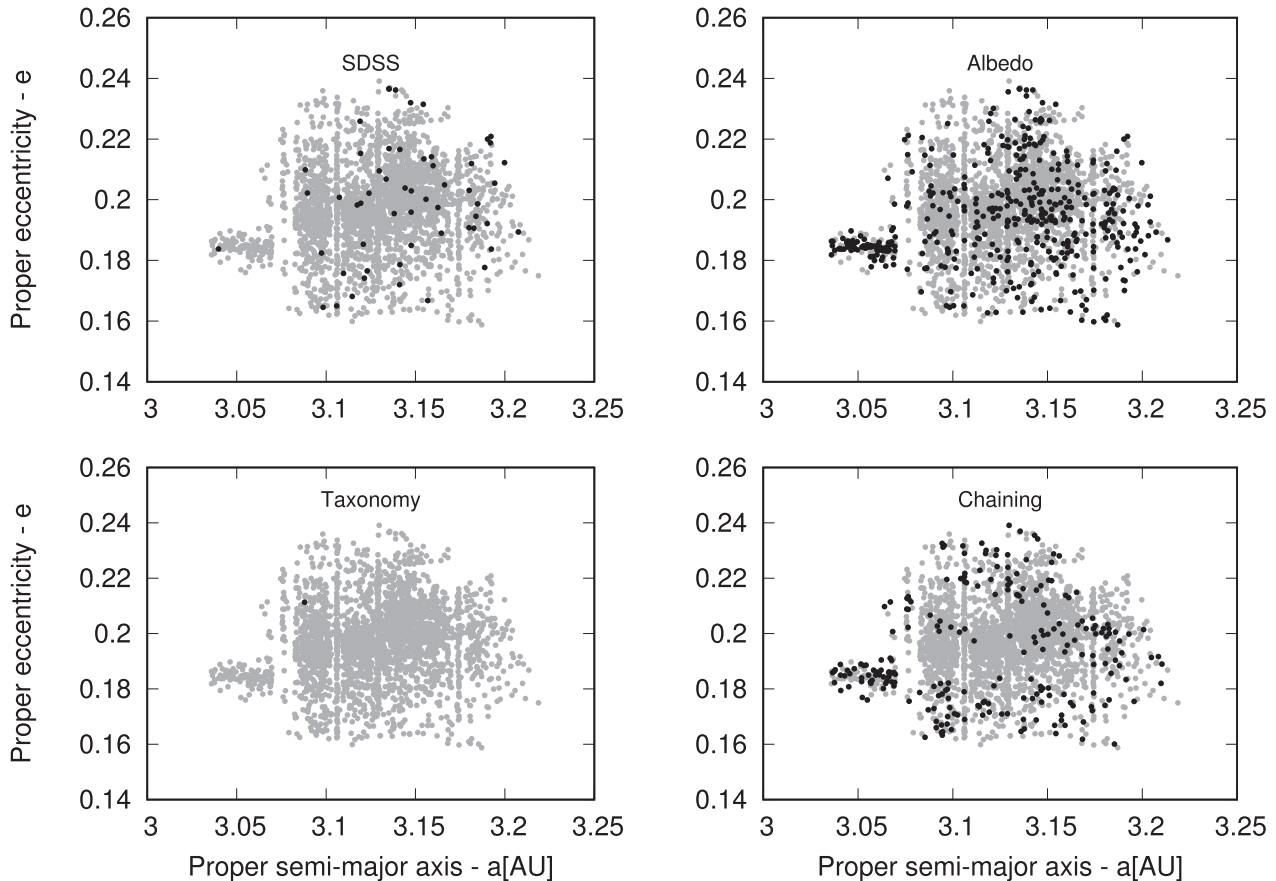 SDSS
0.26
0.24
0.22
0.2
0.18
0.16
0.14
Proper eccentricity - e
3 3.05 3.1 3.15 3.2 3.25
Albedo
0.26
0.24
0.22
0.2
0.18
0.16
0.14
3 3.05 3.1 3.15 3.2 3.25
Taxonomy
0.26
0.24
0.22
0.2
0.18
0.16
0.14
Proper eccentricity - e
3 3.05 3.1 3.15 3.2 3.25
Proper semi-major axis - a[AU]
Chaining
0.26
0.24
0.22
0.2
0.18
0.16
0.14
3 3.05 3.1 3.15 3.2 3.25
Proper semi-major axis - a[AU]